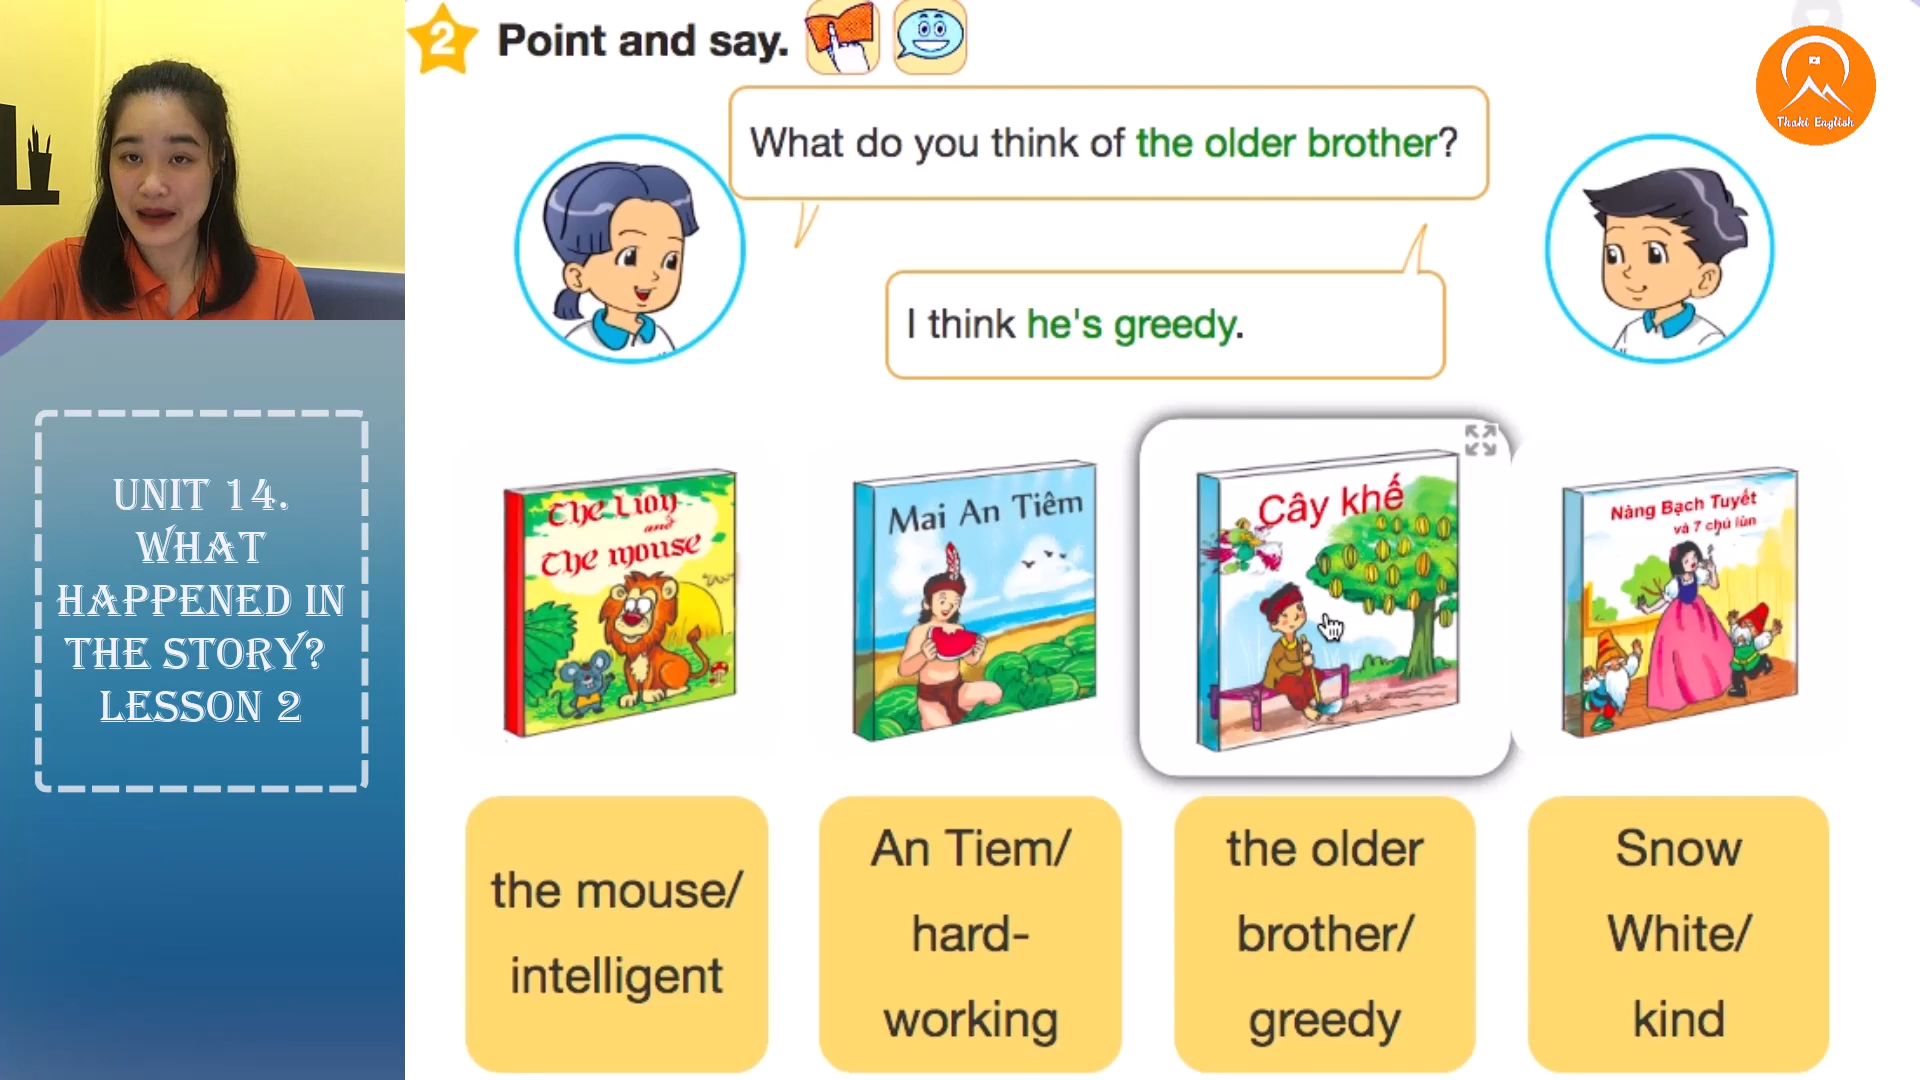 2 Point and say.
Thaki English
What do you think of the older brother?
I think he's greedy.
UNIT 14.
WHAT
HAPPENED IN
THE STORY?
LESSON 2
The Lion
and
The mouse
Mai An Tiêm
Cây khế
Nàng Bạch Tuyết
và 7 chú lùn
the mouse/
intelligent
An Tiem/
hard-
working
the older
brother/
greedy
Snow
White/
kind